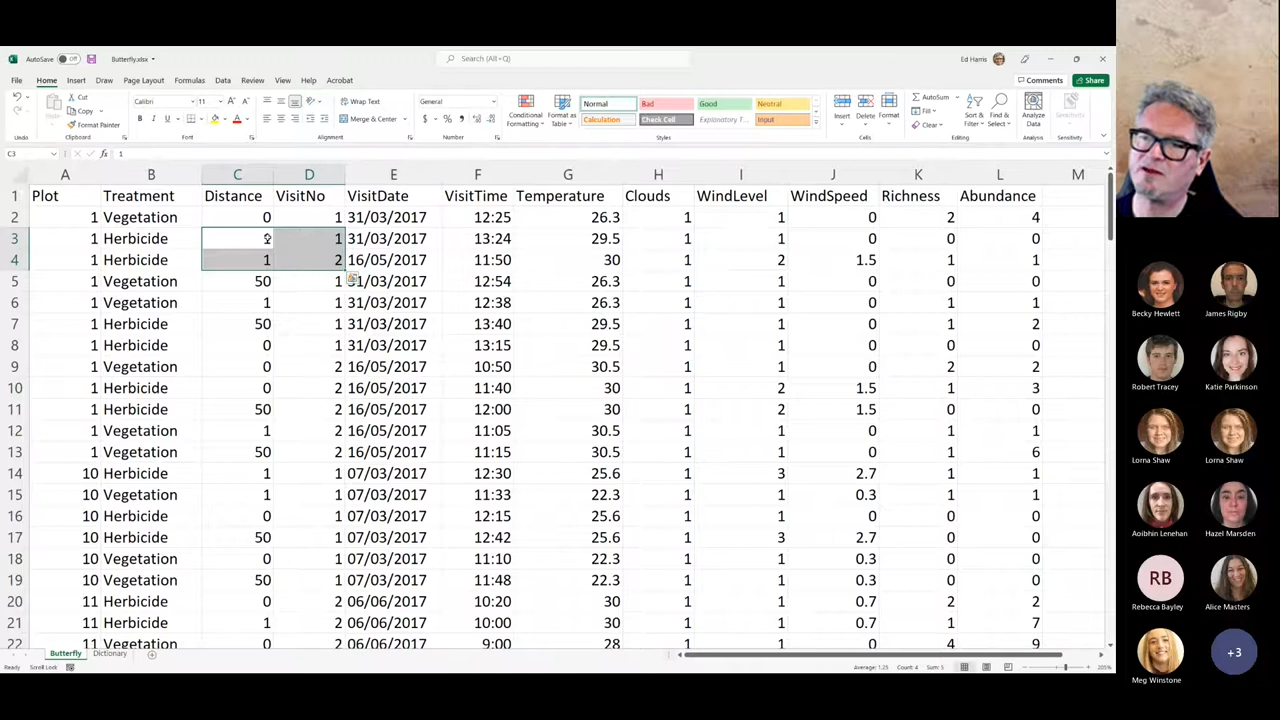 AutoSave Off Butterfly.xlsx Search (Alt+Q) Ed Harris
File Home Insert Draw Page Layout Formulas Data Review View Help Acrobat Comments Share
Cut Calibri 11 Wrap Text General Normal Bad Good Neutral AutoSum
Copy Fill
Format Painter Merge & Center Conditional Formatting Format as Table Calculation Check Cell Explanatory T... Input Insert Delete Format Clear Sort & Filter Find & Select Analyze Data Sensitivity
Undo Clipboard Font Alignment Number Styles Cells Editing Analysis Sensitivity
C3 fx 1
A B C D E F G H I J K L M
1 Plot Treatment Distance VisitNo VisitDate VisitTime Temperature Clouds WindLevel WindSpeed Richness Abundance
2 1 Vegetation 0 1 31/03/2017 12:25 26.3 1 1 0 2 4
3 1 Herbicide 1 31/03/2017 13:24 29.5 1 1 0 0 0
4 1 Herbicide 1 2 16/05/2017 11:50 30 1 2 1.5 1 1
5 1 Vegetation 50 1 31/03/2017 12:54 26.3 1 1 0 0 0
6 1 Vegetation 1 1 31/03/2017 12:38 26.3 1 1 0 1 1
7 1 Herbicide 50 1 31/03/2017 13:40 29.5 1 1 0 1 2
8 1 Herbicide 0 1 31/03/2017 13:15 29.5 1 1 0 0 0
9 1 Vegetation 0 2 16/05/2017 10:50 30.5 1 1 0 2 2
10 1 Herbicide 0 2 16/05/2017 11:40 30 1 2 1.5 1 3
11 1 Herbicide 50 2 16/05/2017 12:00 30 1 2 1.5 0 0
12 1 Vegetation 1 2 16/05/2017 11:05 30.5 1 1 0 1 1
13 1 Vegetation 50 2 16/05/2017 11:15 30.5 1 1 0 1 6
14 10 Herbicide 1 1 07/03/2017 12:30 25.6 1 3 2.7 1 1
15 10 Vegetation 1 1 07/03/2017 11:33 22.3 1 1 0.3 1 1
16 10 Herbicide 0 1 07/03/2017 12:15 25.6 1 1 0 0 0
17 10 Herbicide 50 1 07/03/2017 12:42 25.6 1 3 2.7 0 0
18 10 Vegetation 0 1 07/03/2017 11:10 22.3 1 1 0.3 0 0
19 10 Vegetation 50 1 07/03/2017 11:48 22.3 1 1 0.3 0 0
20 11 Herbicide 0 2 06/06/2017 10:20 30 1 1 0.7 2 2
21 11 Herbicide 1 2 06/06/2017 10:00 30 1 1 0.7 1 7
22 11 Vegetation 0 2 06/06/2017 9:00 28 1 1 0 4 9
Butterfly Dictionary
Ready Scroll Lock Average: 1.25 Count: 4 Sum: 5 205%
Becky Hewlett James Rigby
Robert Tracey Katie Parkinson
Lorna Shaw Lorna Shaw
Aoibhin Lenehan Hazel Marsden
RB
Rebecca Bayley Alice Masters
+3
Meg Winstone